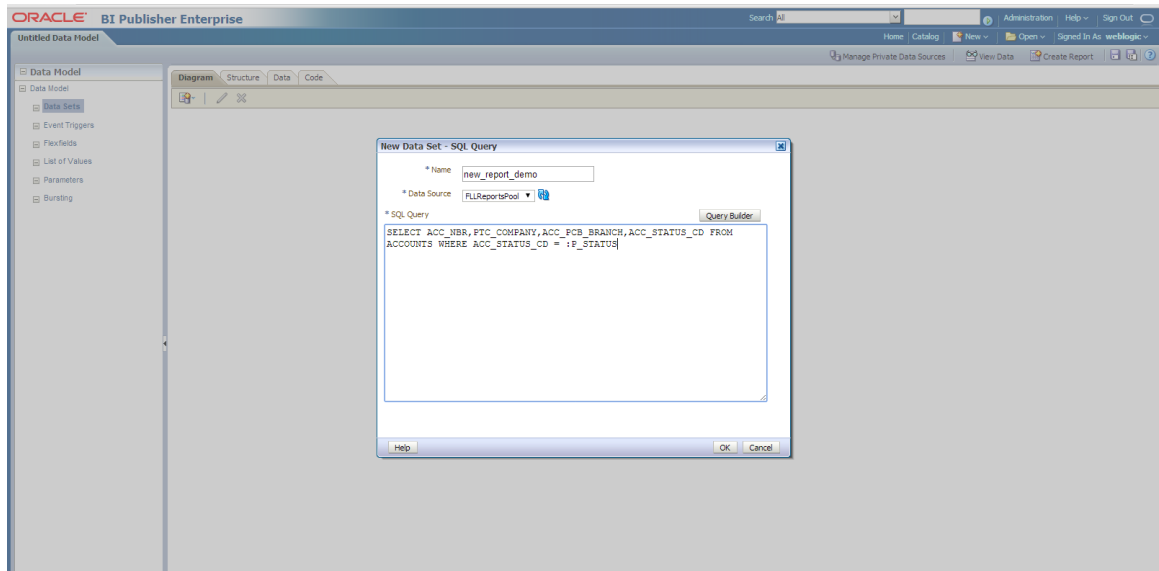 ORACLE BI Publisher Enterprise
Search All Administration Help Sign Out
Untitled Data Model
Home Catalog New Open Signed In As weblogic
Manage Private Data Sources View Data Create Report
Data Model
Diagram Structure Data Code
Data Model
Data Sets
Event Triggers
Flexfields
List of Values
Parameters
Bursting
New Data Set - SQL Query
* Name new_report_demo
* Data Source FLLReportsPool
* SQL Query Query Builder
SELECT ACC_NBR,PTC_COMPANY,ACC_PCB_BRANCH,ACC_STATUS_CD FROM
ACCOUNTS WHERE ACC_STATUS_CD = :P_STATUS
Help OK Cancel